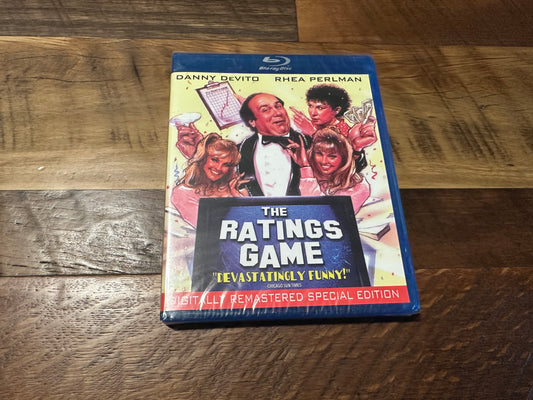 Blu-ray Disc
DANNY DeVITO RHEA PERLMAN
THE
RATINGS
GAME
"DEVASTATINGLY FUNNY!"
CHICAGO SUN TIMES
DIGITALLY REMASTERED SPECIAL EDITION